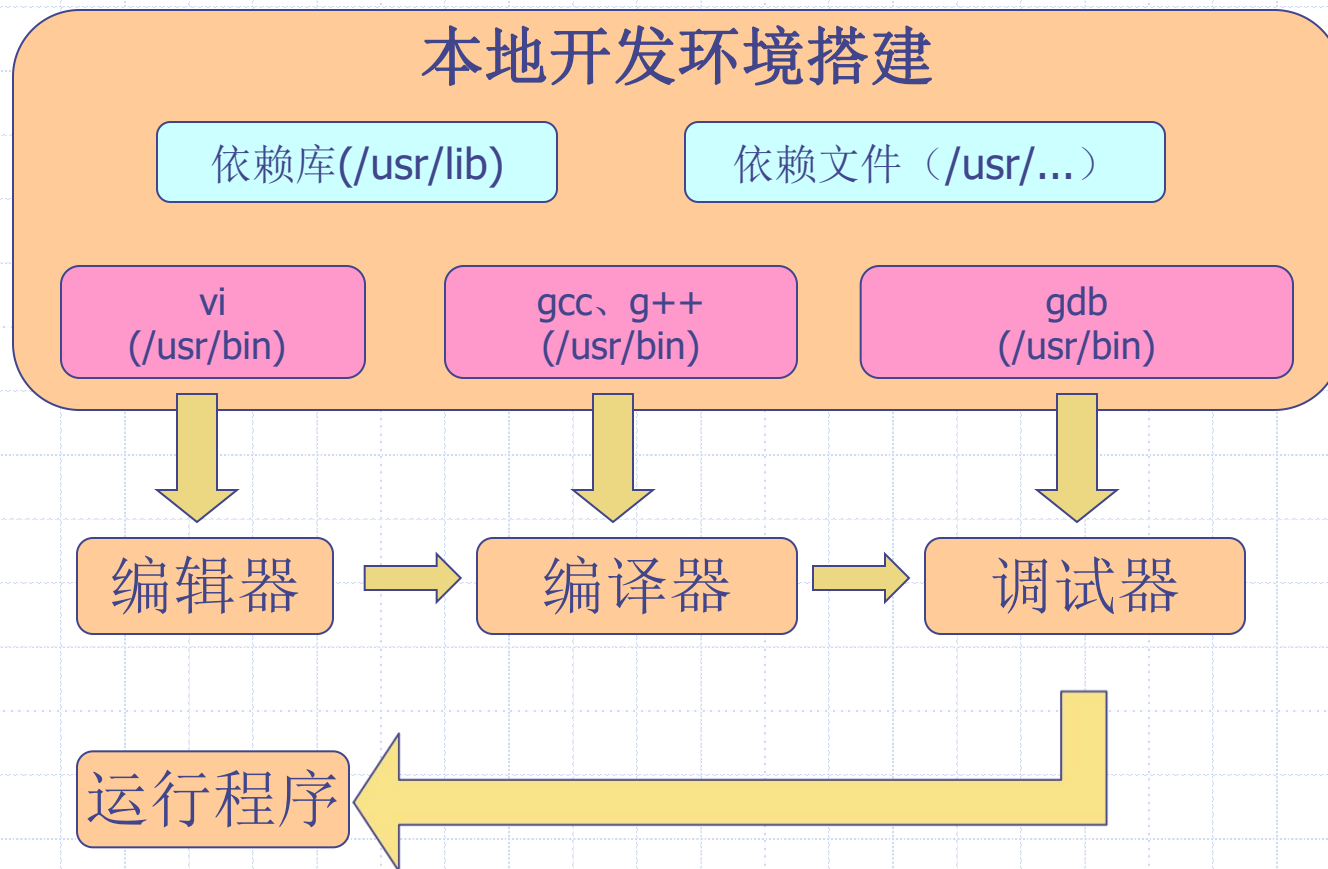 本地开发环境搭建
依赖库(/usr/lib)
依赖文件（/usr/...）
vi
(/usr/bin)
gcc、g++
(/usr/bin)
gdb
(/usr/bin)
编辑器
编译器
调试器
运行程序